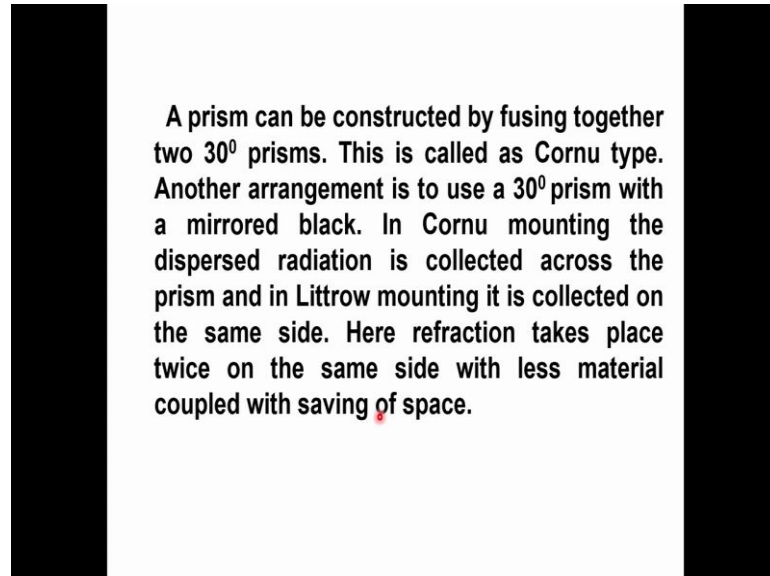 A prism can be constructed by fusing together
two 30⁰ prisms. This is called as Cornu type.
Another arrangement is to use a 30⁰ prism with
a mirrored black. In Cornu mounting the
dispersed radiation is collected across the
prism and in Littrow mounting it is collected on
the same side. Here refraction takes place
twice on the same side with less material
coupled with saving of space.